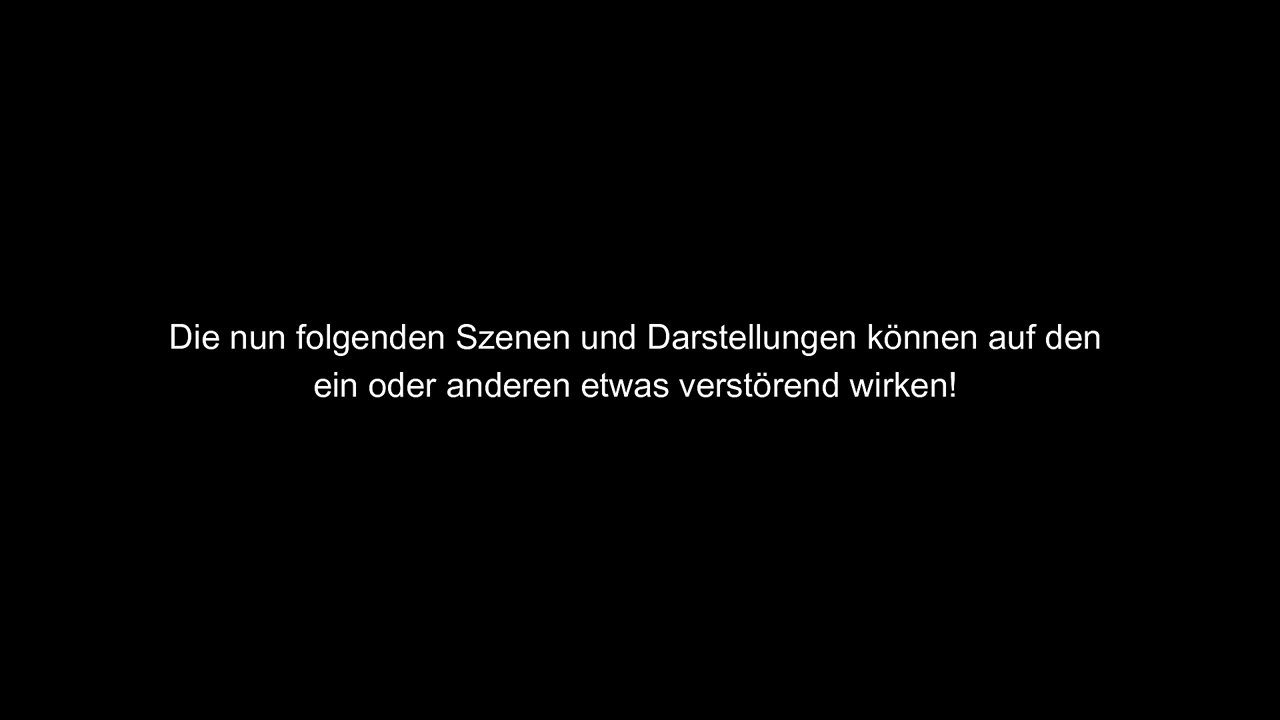 Die nun folgenden Szenen und Darstellungen können auf den
ein oder anderen etwas verstörend wirken!